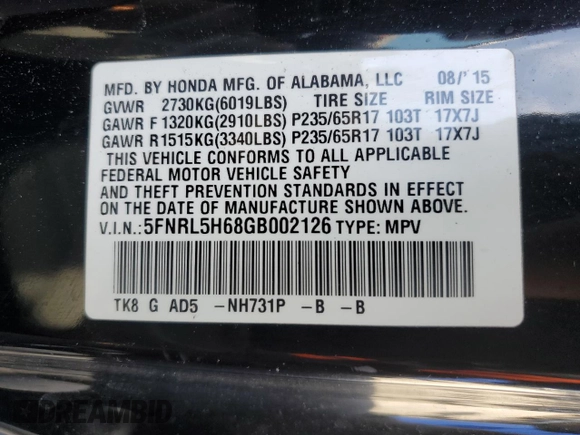 MFD. BY HONDA MFG. OF ALABAMA, LLC 08/'15
GVWR 2730KG(6019LBS) TIRE SIZE RIM SIZE
GAWR F 1320KG(2910LBS) P235/65R17 103T 17X7J
GAWR R 1515KG(3340LBS) P235/65R17 103T 17X7J
THIS VEHICLE CONFORMS TO ALL APPLICABLE
FEDERAL MOTOR VEHICLE SAFETY
AND THEFT PREVENTION STANDARDS IN EFFECT
ON THE DATE OF MANUFACTURE SHOWN ABOVE.
V.I.N.:5FNRL5H68GB002126 TYPE: MPV
TK8 G AD5 -NH731P -B -B
DREAMBID